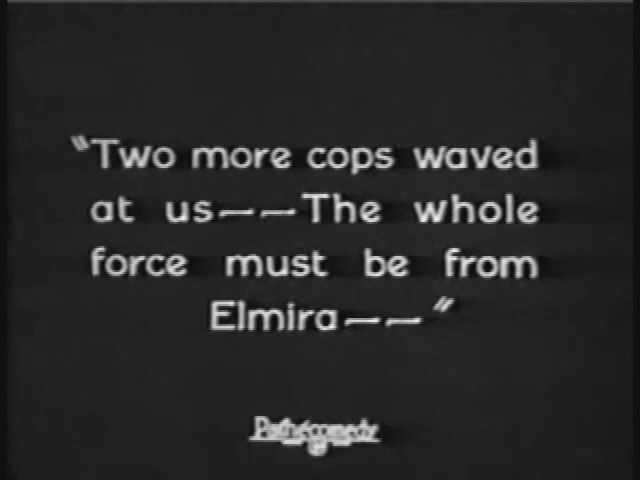 "Two more cops waved
at us——The whole
force must be from
Elmira——"
Pathécomedy